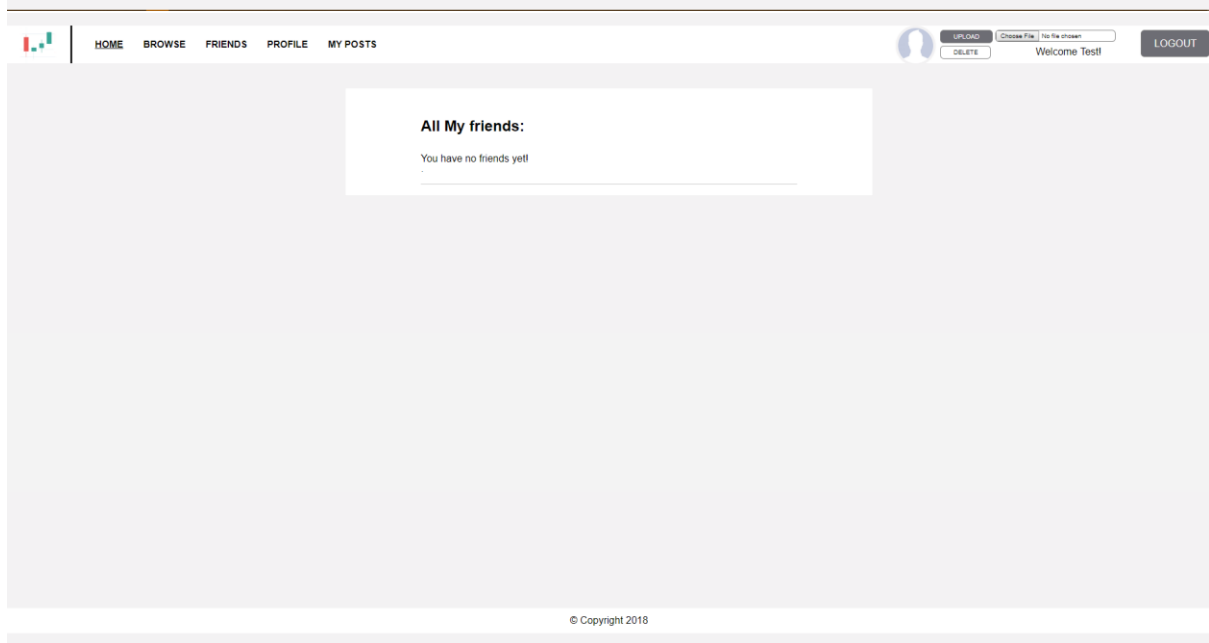 HOME BROWSE FRIENDS PROFILE MY POSTS
UPLOAD Choose File No file chosen
DELETE Welcome Test!
LOGOUT
All My friends:
You have no friends yet!
.
© Copyright 2018